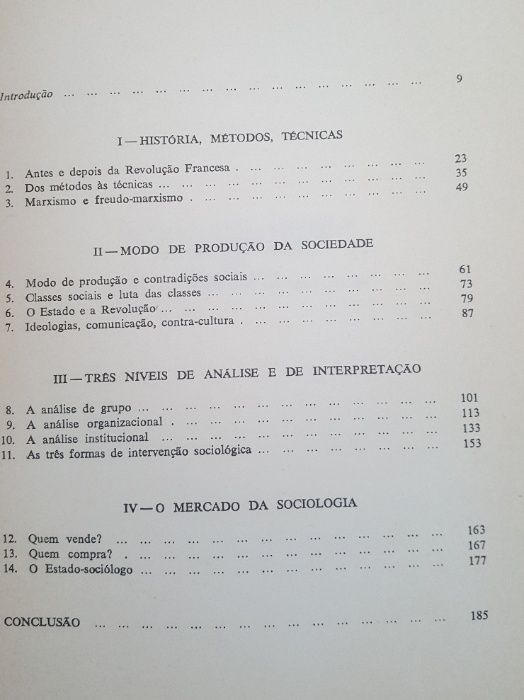 Introdução ... ... ... ... ... ... ... ... ... ... ... ... ... ... ... ... 9
I — HISTÓRIA, MÉTODOS, TÉCNICAS
1. Antes e depois da Revolução Francesa . ... ... ... ... ... ... ... ... 23
2. Dos métodos às técnicas ... ... ... ... ... ... ... ... ... ... ... ... 35
3. Marxismo e freudo-marxismo . ... ... ... ... ... ... ... ... ... ... 49
II — MODO DE PRODUÇÃO DA SOCIEDADE
4. Modo de produção e contradições sociais ... ... ... ... ... ... ... ... 61
5. Classes sociais e luta das classes ... ... ... ... ... ... ... ... ... ... 73
6. O Estado e a Revolução ... ... ... ... ... ... ... ... ... ... ... ... 79
7. Ideologias, comunicação, contra-cultura . ... ... ... ... ... ... ... ... 87
III — TRÊS NÍVEIS DE ANÁLISE E DE INTERPRETAÇÃO
8. A análise de grupo ... ... ... ... ... ... ... ... ... ... ... ... ... 101
9. A análise organizacional . ... ... ... ... ... ... ... ... ... ... ... 113
10. A análise institucional ... ... ... ... ... ... ... ... ... ... ... ... 133
11. As três formas de intervenção sociológica ... ... ... ... ... ... ... ... 153
IV — O MERCADO DA SOCIOLOGIA
12. Quem vende? ... ... ... ... ... ... ... ... ... ... ... ... ... ... 163
13. Quem compra? . ... ... ... ... ... ... ... ... ... ... ... ... ... 167
14. O Estado-sociólogo ... ... ... ... ... ... ... ... ... ... ... ... ... 177
CONCLUSÃO ... ... ... ... ... ... ... ... ... ... ... ... ... ... ... 185